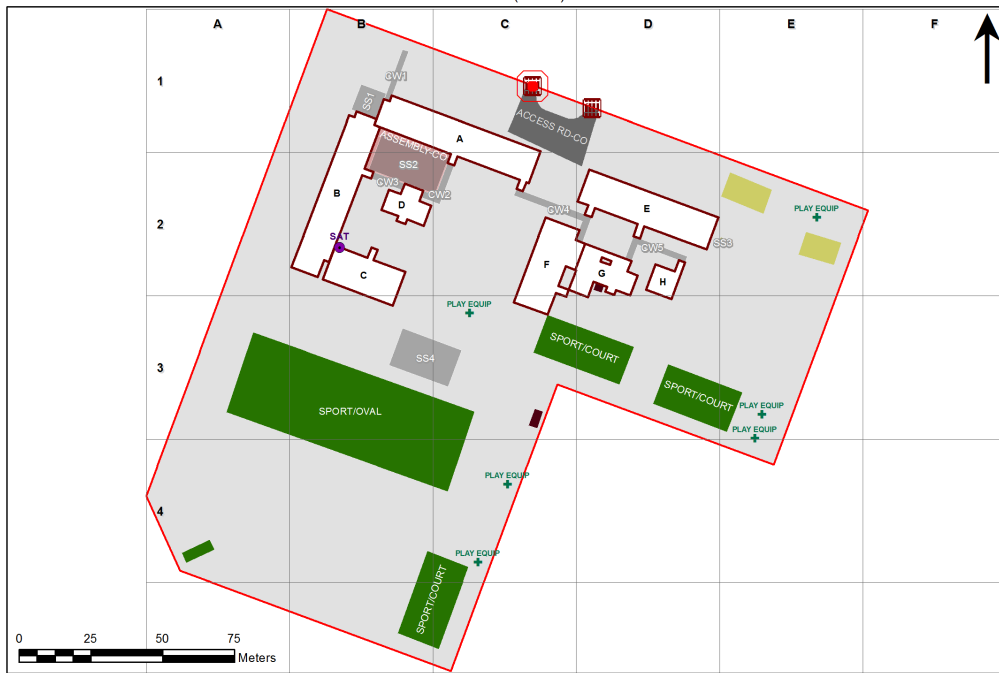 A B C D E F
1
CW1
SS1
ACCESS RD-CO
A
ASSEMBLY-CO
SS2
CW3
CW2
B
D
2
E
PLAY EQUIP
CW4
SAT
SS3
CW5
F
G
C
H
PLAY EQUIP
SPORT/COURT
3
SS4
SPORT/COURT
SPORT/OVAL
PLAY EQUIP
PLAY EQUIP
PLAY EQUIP
4
PLAY EQUIP
SPORT/COURT
0 25 50 75
Meters